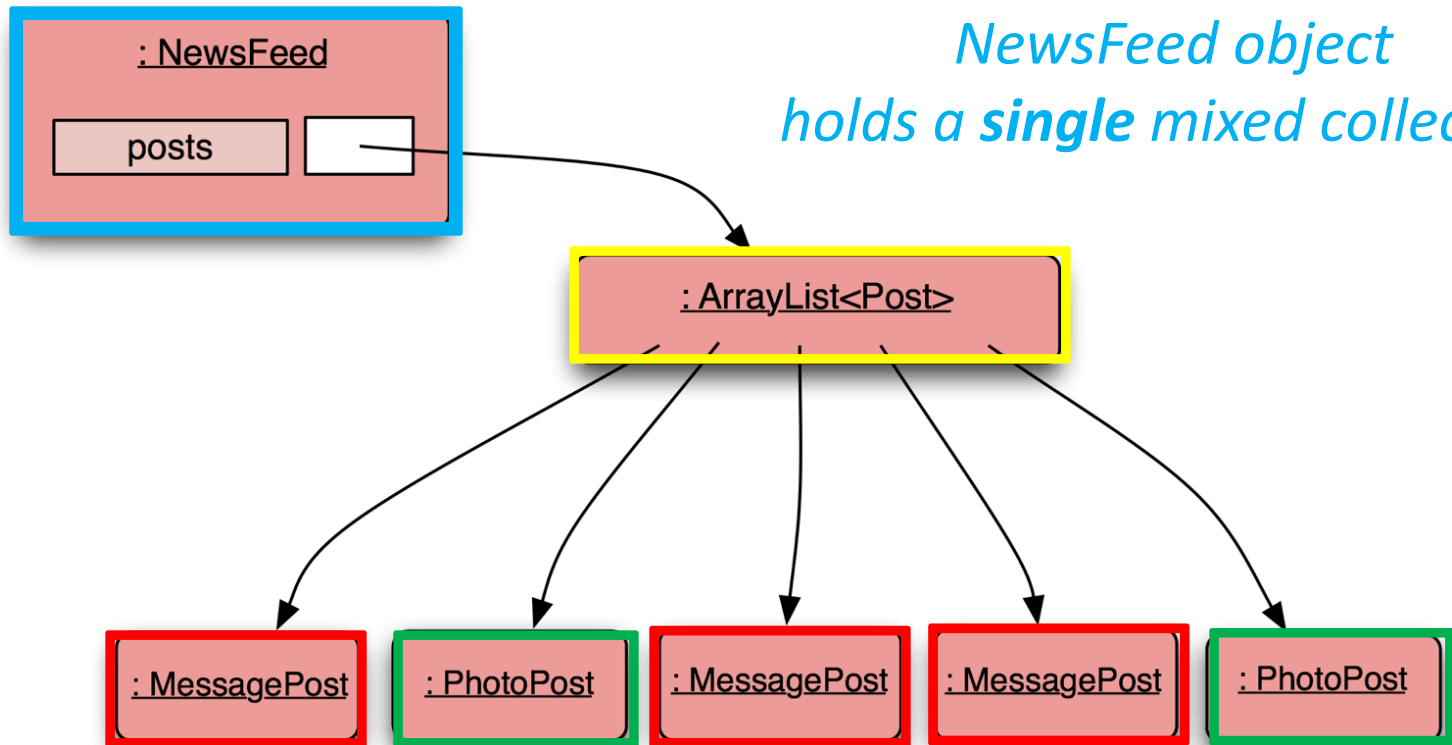 : NewsFeed
posts
NewsFeed object
holds a single mixed collec
: ArrayList<Post>
: MessagePost
: PhotoPost
: MessagePost
: MessagePost
: PhotoPost